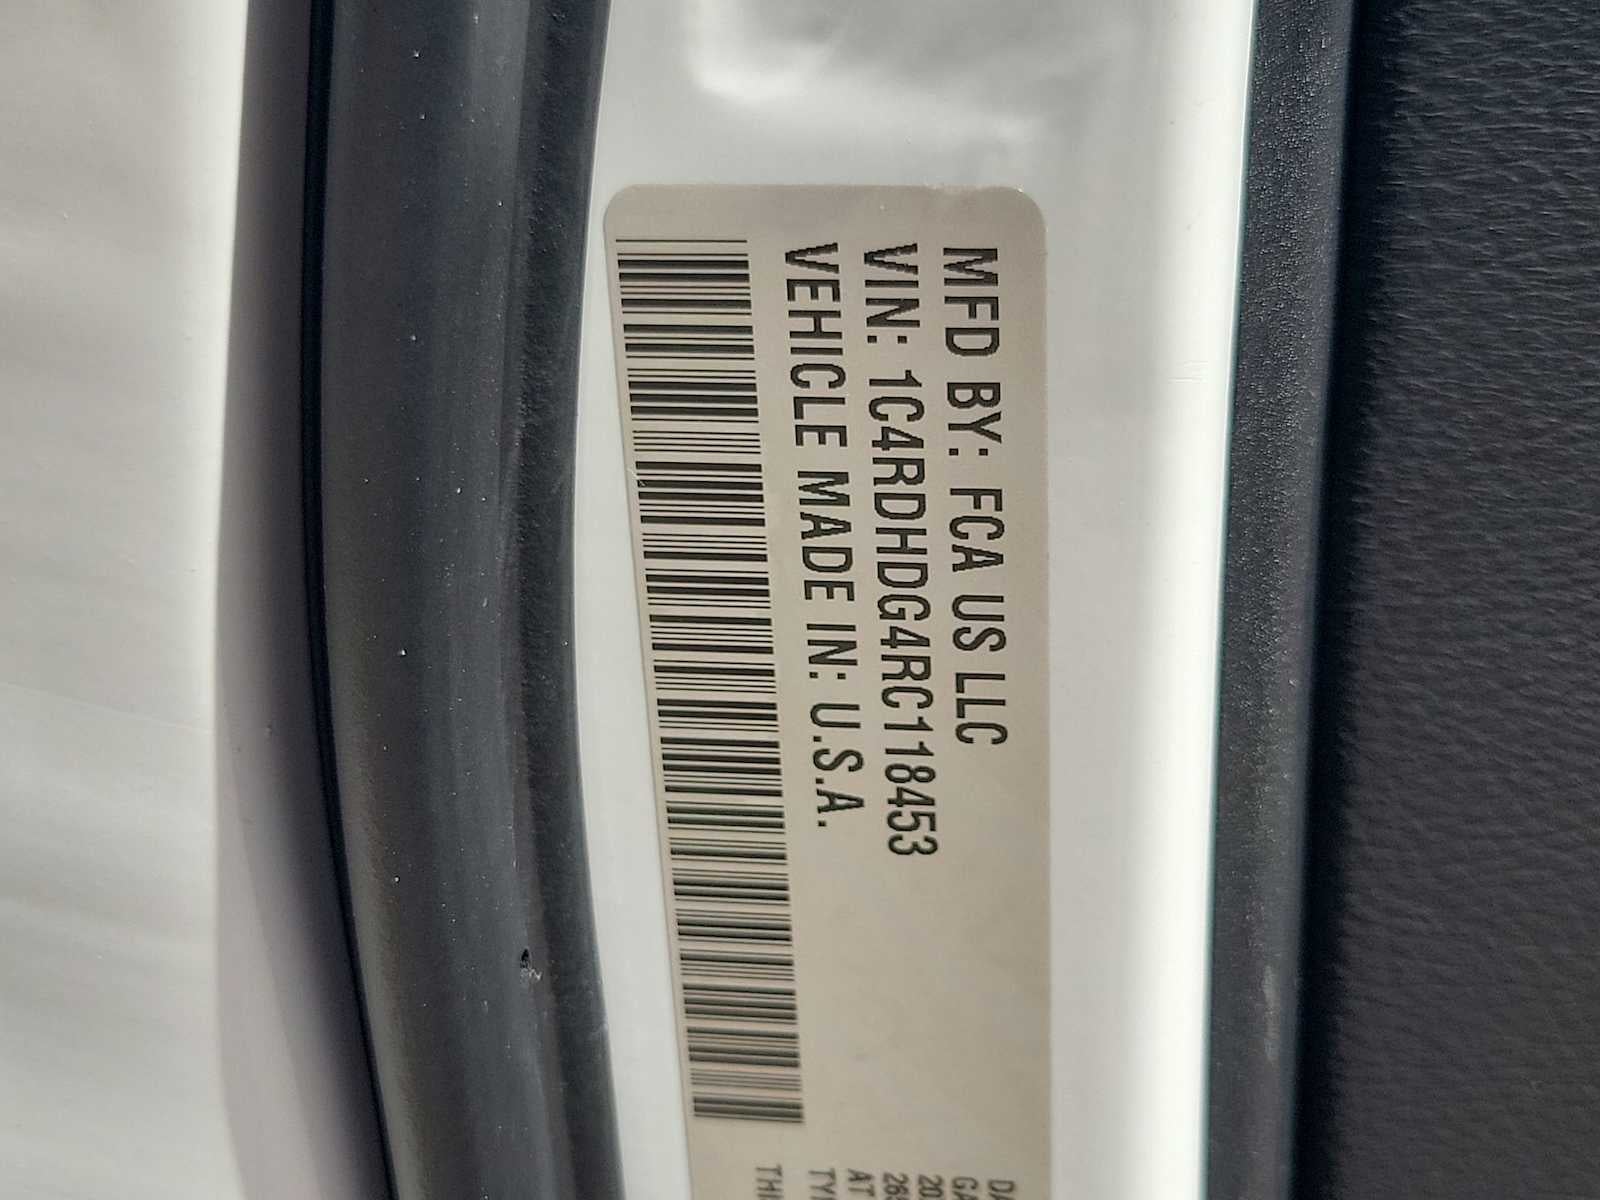 MFD BY: FCA US LLC
VIN: 1C4RDHDG4RC118453
VEHICLE MADE IN: U.S.A.